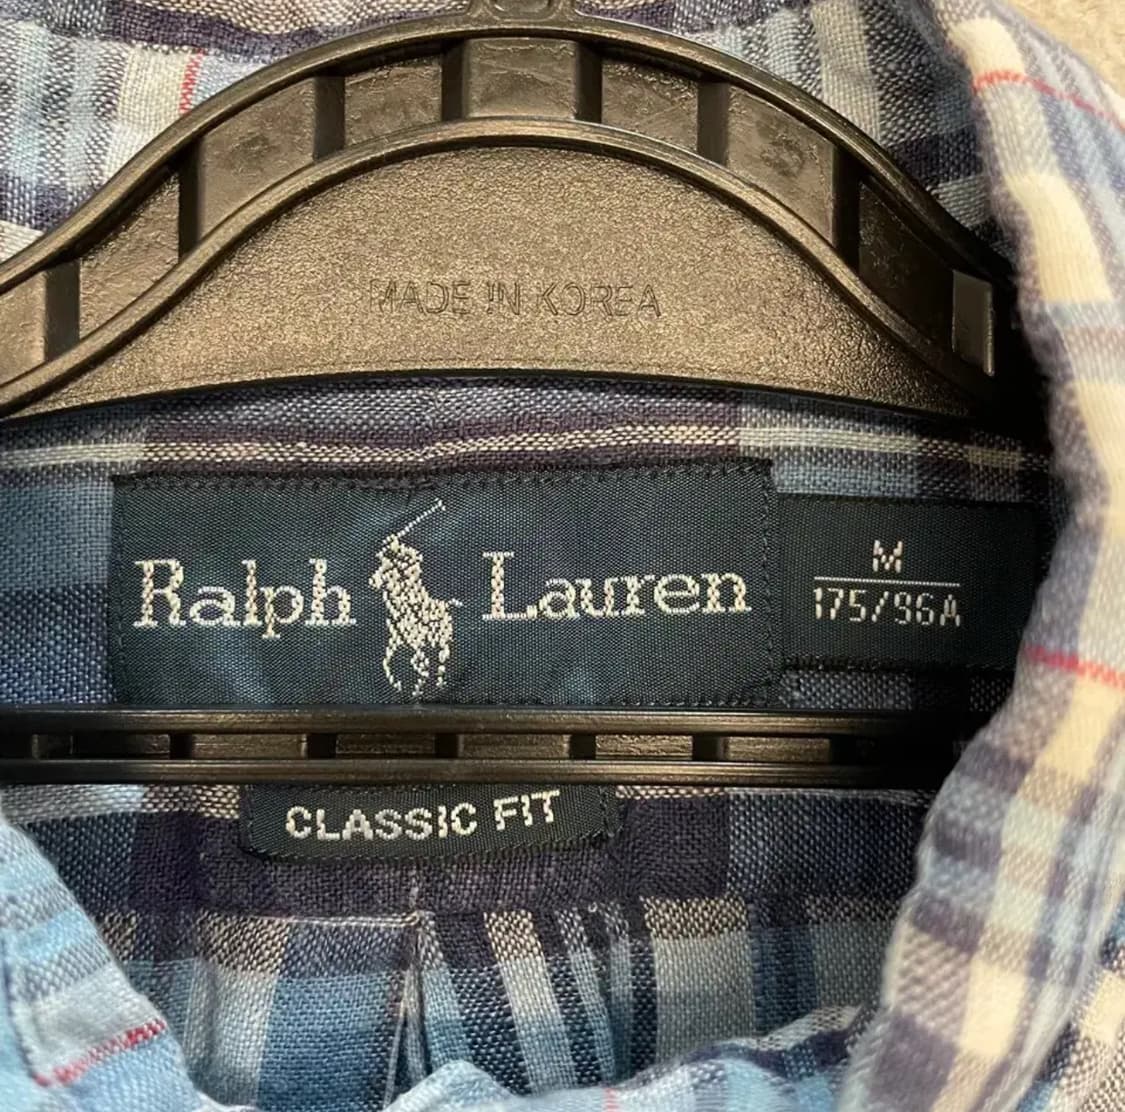 MADE IN KOREA
Ralph Lauren
M
175/96A
CLASSIC FIT